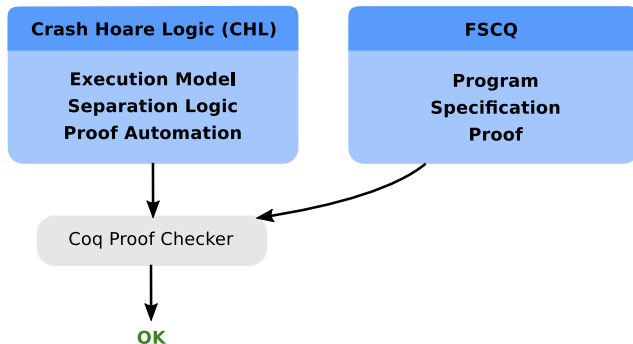 Crash Hoare Logic (CHL)
Execution Model
Separation Logic
Proof Automation
FSCQ
Program
Specification
Proof
Coq Proof Checker
OK